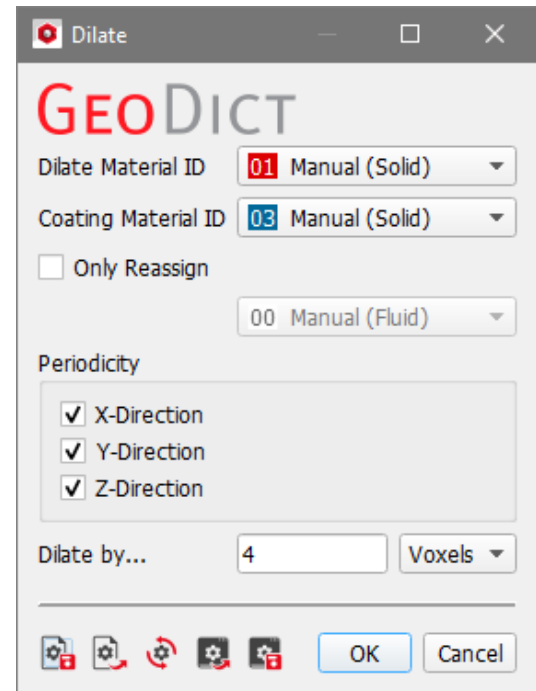 Dilate
GEODICT
Dilate Material ID 01 Manual (Solid)
Coating Material ID 03 Manual (Solid)
Only Reassign
00 Manual (Fluid)
Periodicity
X-Direction
Y-Direction
Z-Direction
Dilate by... 4 Voxels
OK Cancel